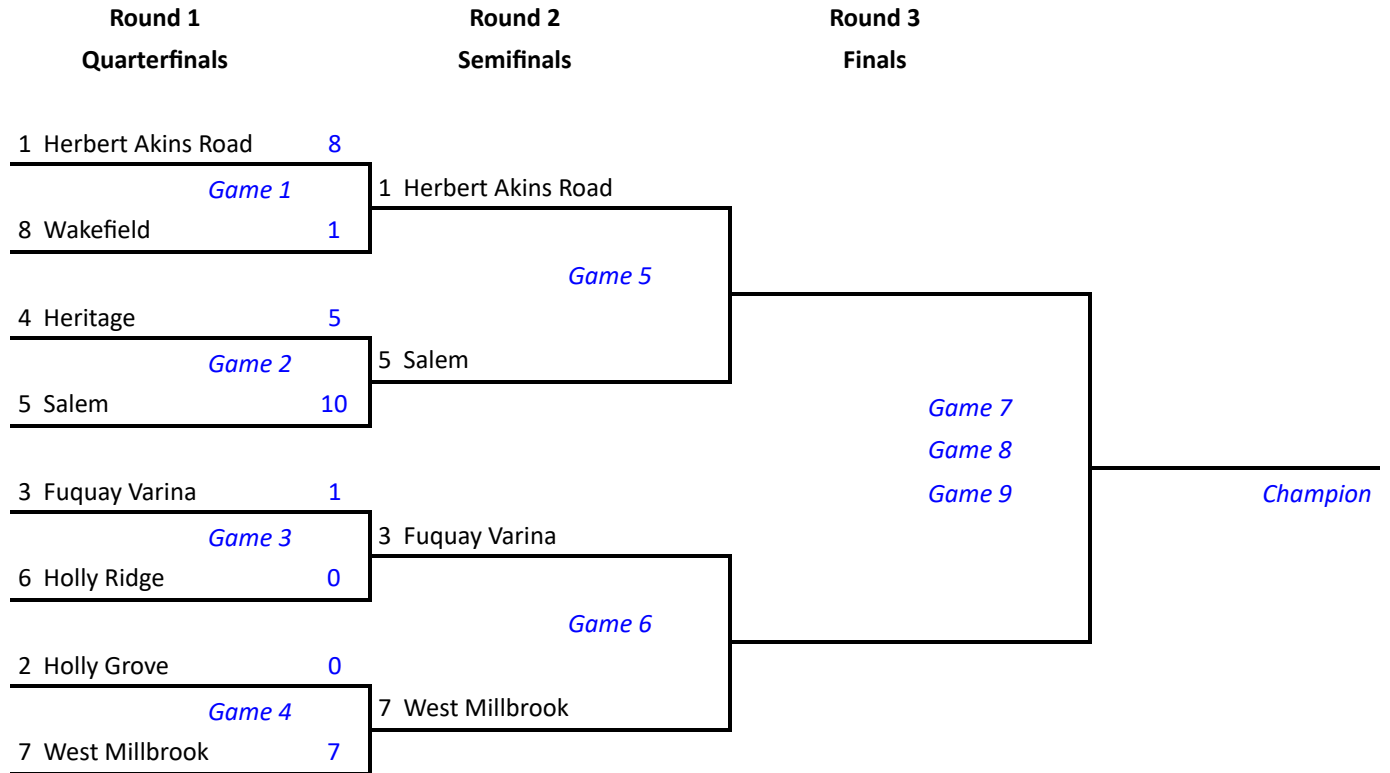 Round 1 Round 2 Round 3
Quarterfinals Semifinals Finals
1 Herbert Akins Road 8
Game 1 1 Herbert Akins Road
8 Wakefield 1
Game 5
4 Heritage 5
Game 2 5 Salem
5 Salem 10
Game 7
Game 8
3 Fuquay Varina 1 Game 9 Champion
Game 3 3 Fuquay Varina
6 Holly Ridge 0
Game 6
2 Holly Grove 0
Game 4 7 West Millbrook
7 West Millbrook 7